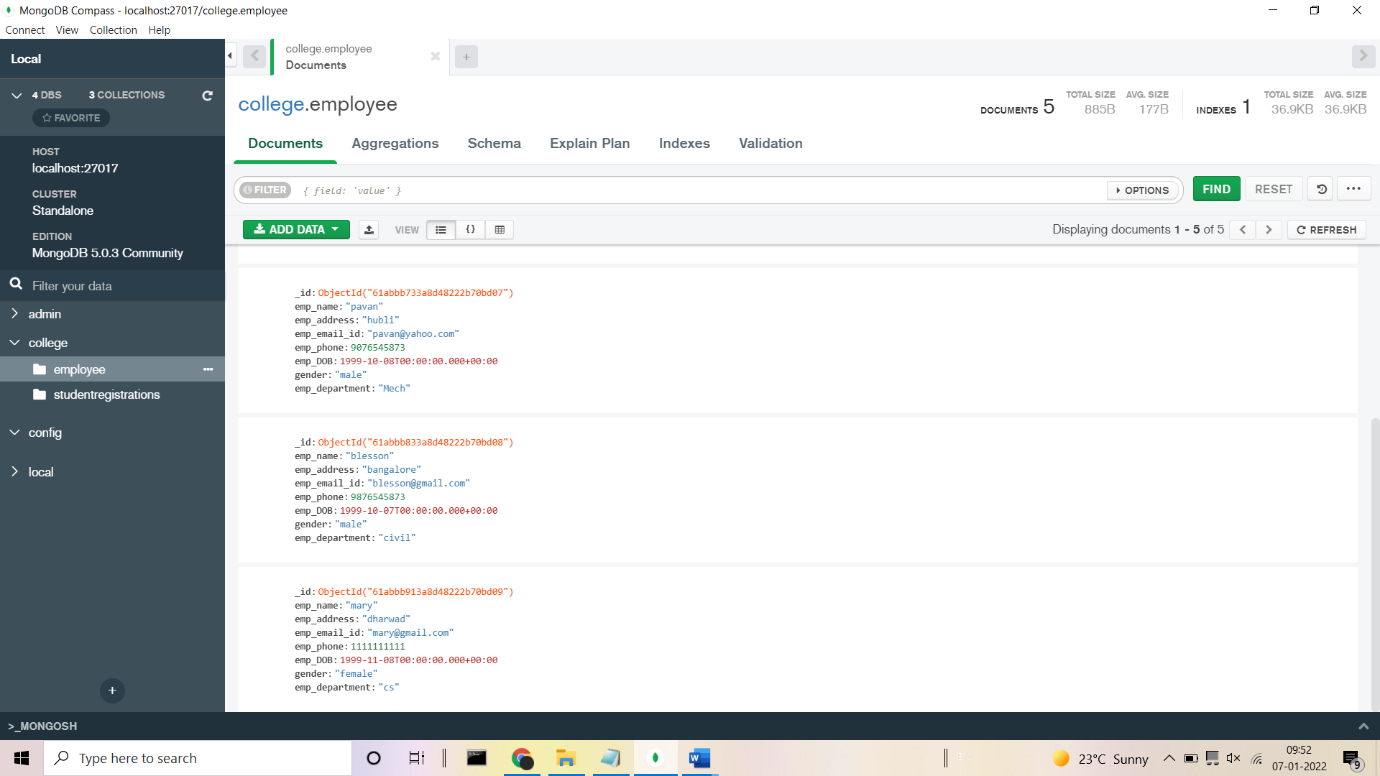 MongoDB Compass - localhost:27017/college.employee
Connect View Collection Help
Local
college.employee
Documents
4 DBS 3 COLLECTIONS
FAVORITE
college.employee
DOCUMENTS 5 TOTAL SIZE 885B AVG. SIZE 177B INDEXES 1 TOTAL SIZE 36.9KB AVG. SIZE 36.9KB
Documents Aggregations Schema Explain Plan Indexes Validation
HOST
localhost:27017
CLUSTER
Standalone
EDITION
MongoDB 5.0.3 Community
FILTER { field: 'value' } OPTIONS FIND RESET
ADD DATA VIEW {} Displaying documents 1 - 5 of 5 REFRESH
Filter your data
admin
college
employee
studentregistrations
config
local
_id: ObjectId("61abbb733a8d48222b70bd07")
emp_name: "pavan"
emp_address: "hubli"
emp_email_id: "pavan@yahoo.com"
emp_phone: 9076545873
emp_DOB: 1999-10-08T00:00:00.000+00:00
gender: "male"
emp_department: "Mech"
_id: ObjectId("61abbb833a8d48222b70bd08")
emp_name: "blesson"
emp_address: "bangalore"
emp_email_id: "blesson@gmail.com"
emp_phone: 9876545873
emp_DOB: 1999-10-07T00:00:00.000+00:00
gender: "male"
emp_department: "civil"
_id: ObjectId("61abbb913a8d48222b70bd09")
emp_name: "mary"
emp_address: "dharwad"
emp_email_id: "mary@gmail.com"
emp_phone: 1111111111
emp_DOB: 1999-11-08T00:00:00.000+00:00
gender: "female"
emp_department: "cs"
>_MONGOSH
Type here to search
23°C Sunny
09:52
07-01-2022
9